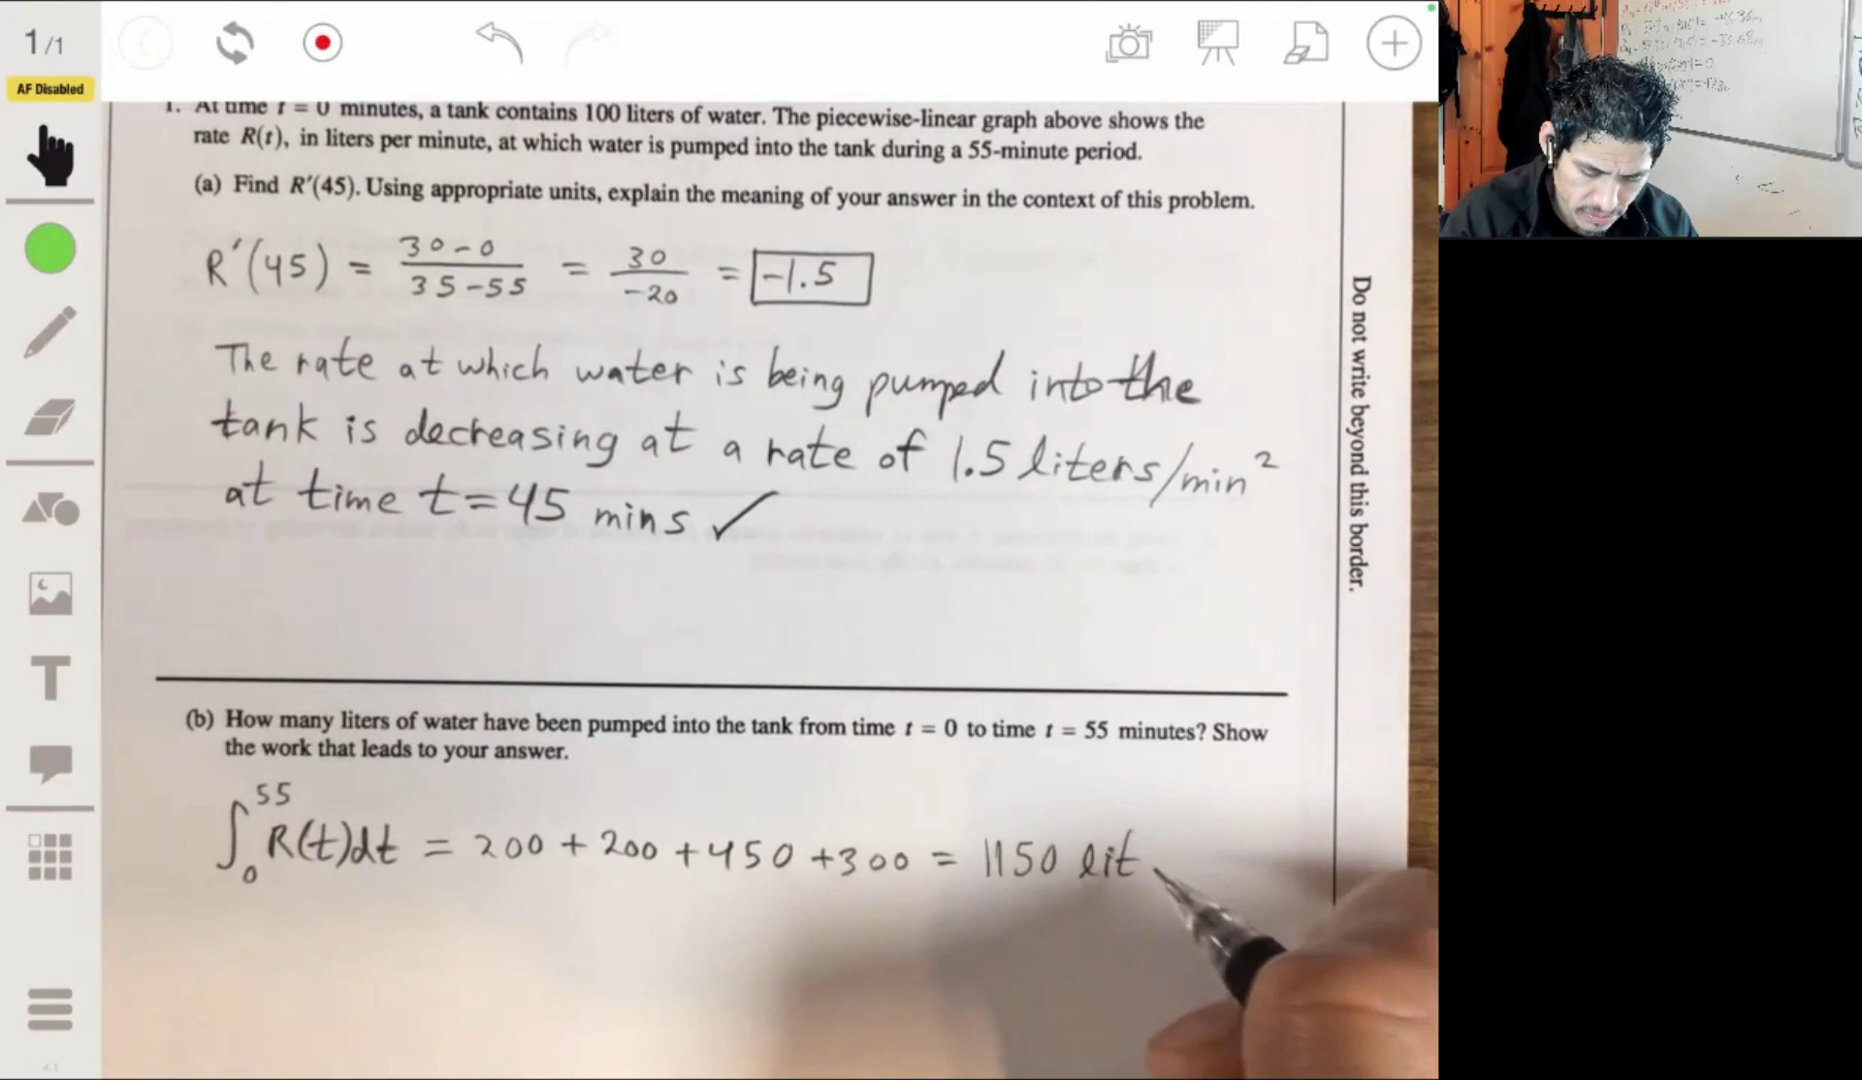 1/1
AF Disabled
1. At time t = 0 minutes, a tank contains 100 liters of water. The piecewise-linear graph above shows the
rate R(t), in liters per minute, at which water is pumped into the tank during a 55-minute period.
(a) Find R′(45). Using appropriate units, explain the meaning of your answer in the context of this problem.
R′(45) = \frac{30-0}{35-55} = \frac{30}{-20} = -1.5
The rate at which water is being pumped into the
tank is decreasing at a rate of 1.5 liters/min²
at time t=45 mins ✓
(b) How many liters of water have been pumped into the tank from time t = 0 to time t = 55 minutes? Show
the work that leads to your answer.
∫₀⁵⁵ R(t)dt = 200 + 200 + 450 + 300 = 1150 lit
Do not write beyond this border.
T